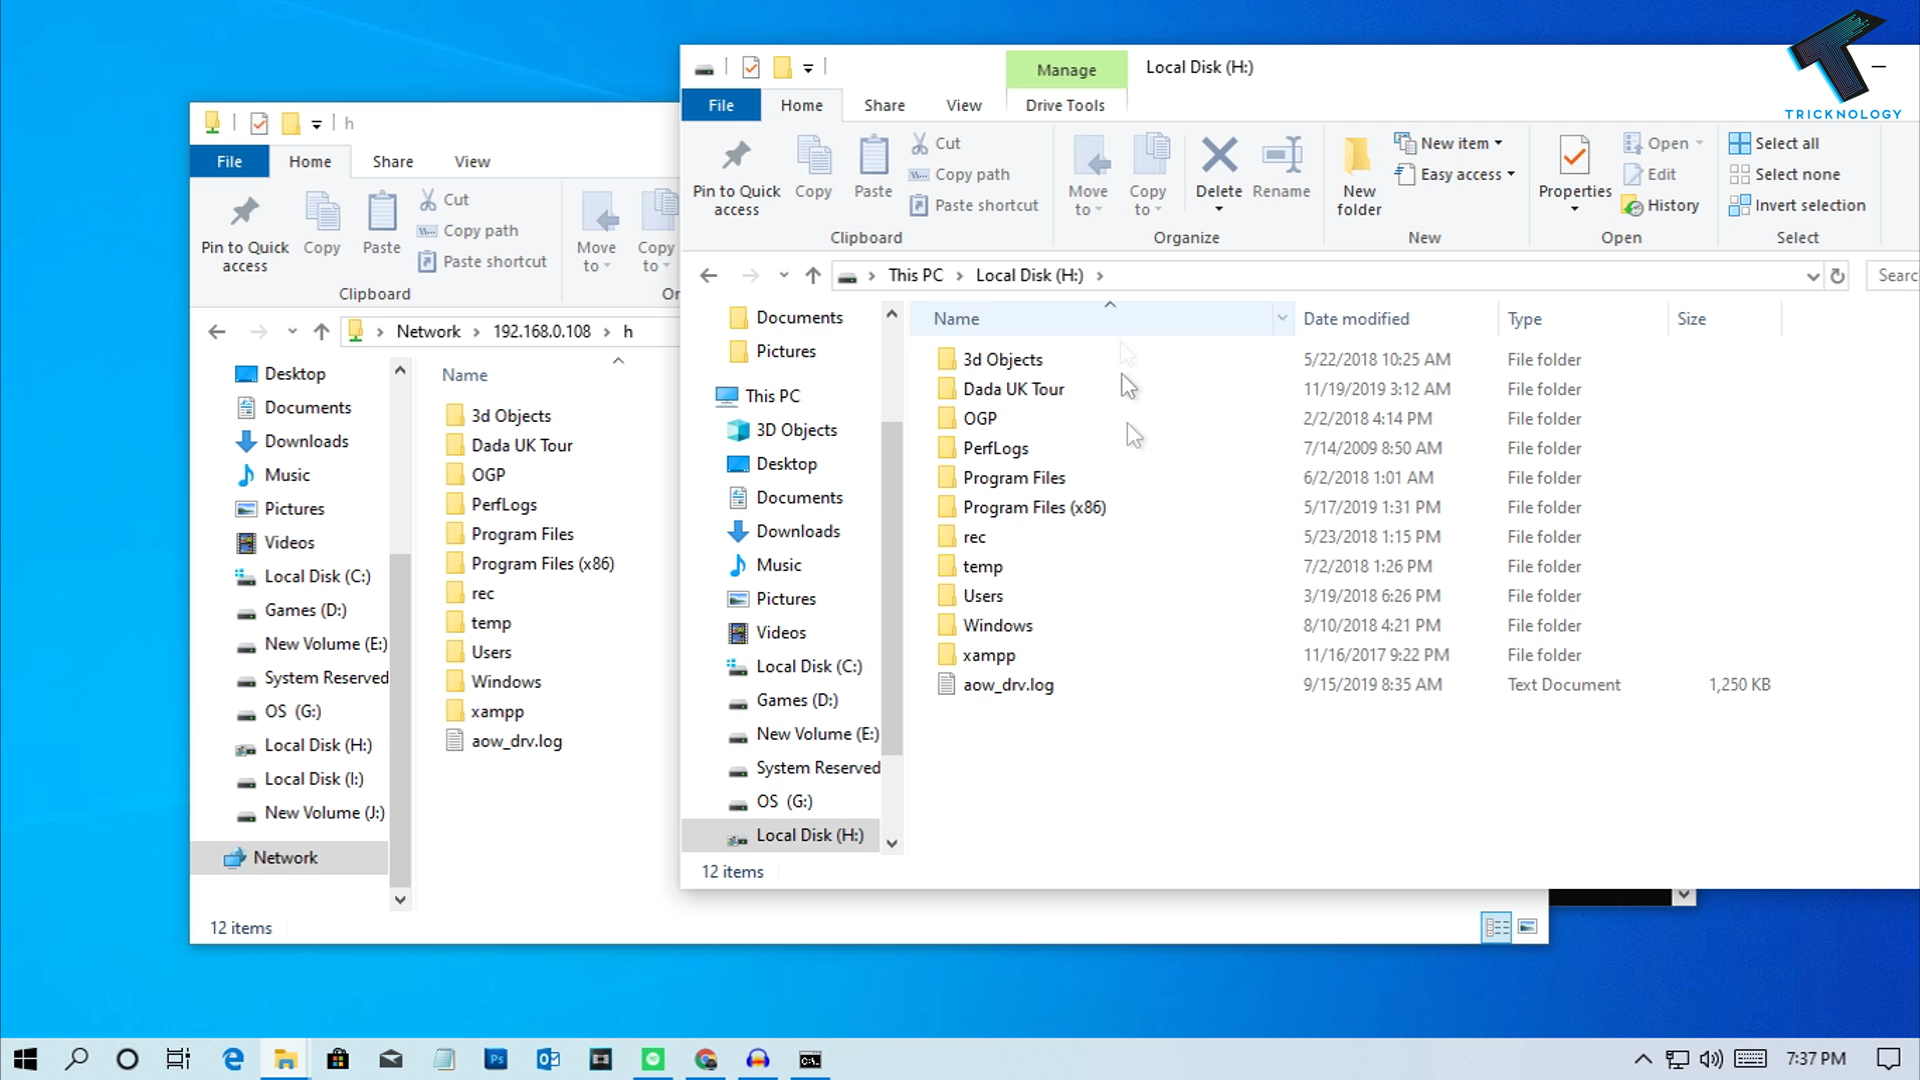 TRICKNOLOGY
h
File
Home
Share
View
Pin to Quick access
Copy
Paste
Cut
Copy path
Paste shortcut
Clipboard
Move to
Copy to
Or
Network > 192.168.0.108 > h
Desktop
Documents
Downloads
Music
Pictures
Videos
Local Disk (C:)
Games (D:)
New Volume (E:)
System Reserved
OS (G:)
Local Disk (H:)
Local Disk (I:)
New Volume (J:)
Network
Name
3d Objects
Dada UK Tour
OGP
PerfLogs
Program Files
Program Files (x86)
rec
temp
Users
Windows
xampp
aow_drv.log
12 items
Manage
Local Disk (H:)
File
Home
Share
View
Drive Tools
Pin to Quick access
Copy
Paste
Cut
Copy path
Paste shortcut
Clipboard
Move to
Copy to
Delete
Rename
Organize
New folder
New item
Easy access
New
Properties
Open
Edit
History
Open
Select all
Select none
Invert selection
Select
This PC > Local Disk (H:) >
Searc
Documents
Pictures
This PC
3D Objects
Desktop
Documents
Downloads
Music
Pictures
Videos
Local Disk (C:)
Games (D:)
New Volume (E:)
System Reserved
OS (G:)
Local Disk (H:)
Name Date modified Type Size
3d Objects 5/22/2018 10:25 AM File folder
Dada UK Tour 11/19/2019 3:12 AM File folder
OGP 2/2/2018 4:14 PM File folder
PerfLogs 7/14/2009 8:50 AM File folder
Program Files 6/2/2018 1:01 AM File folder
Program Files (x86) 5/17/2019 1:31 PM File folder
rec 5/23/2018 1:15 PM File folder
temp 7/2/2018 1:26 PM File folder
Users 3/19/2018 6:26 PM File folder
Windows 8/10/2018 4:21 PM File folder
xampp 11/16/2017 9:22 PM File folder
aow_drv.log 9/15/2019 8:35 AM Text Document 1,250 KB
12 items
Ps
7:37 PM